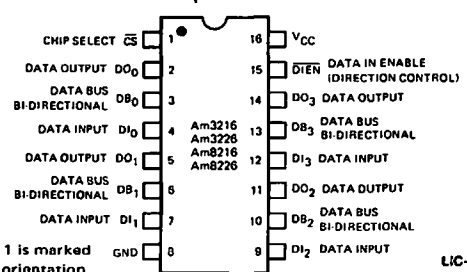 CHIP SELECT CS 1
DATA OUTPUT DO0 2
DATA BUS
BI-DIRECTIONAL DB0 3
DATA INPUT DI0 4
DATA OUTPUT DO1 5
DATA BUS
BI-DIRECTIONAL DB1 6
DATA INPUT DI1 7
GND 8
1 is marked
orientation
Am3216
Am3226
Am8216
Am8226
16 VCC
15 DIEN DATA IN ENABLE
(DIRECTION CONTROL)
14 DO3 DATA OUTPUT
13 DB3 DATA BUS
BI-DIRECTIONAL
12 DI3 DATA INPUT
11 DO2 DATA OUTPUT
10 DB2 DATA BUS
BI-DIRECTIONAL
9 DI2 DATA INPUT
LIC-